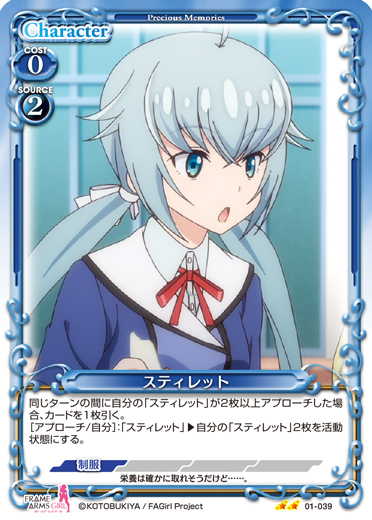 Precious Memories
Character
COST
0
SOURCE
2
スティレット
同じターンの間に自分の「スティレット」が2枚以上アプローチした場
合、カードを1枚引く。
[アプローチ/自分]:「スティレット」▶自分の「スティレット」2枚を活動
状態にする。
制服
栄養は確かに取れそうだけど……。
FRAME
ARMS GIRL
©KOTOBUKIYA / FAGirl Project
★★ 01-039